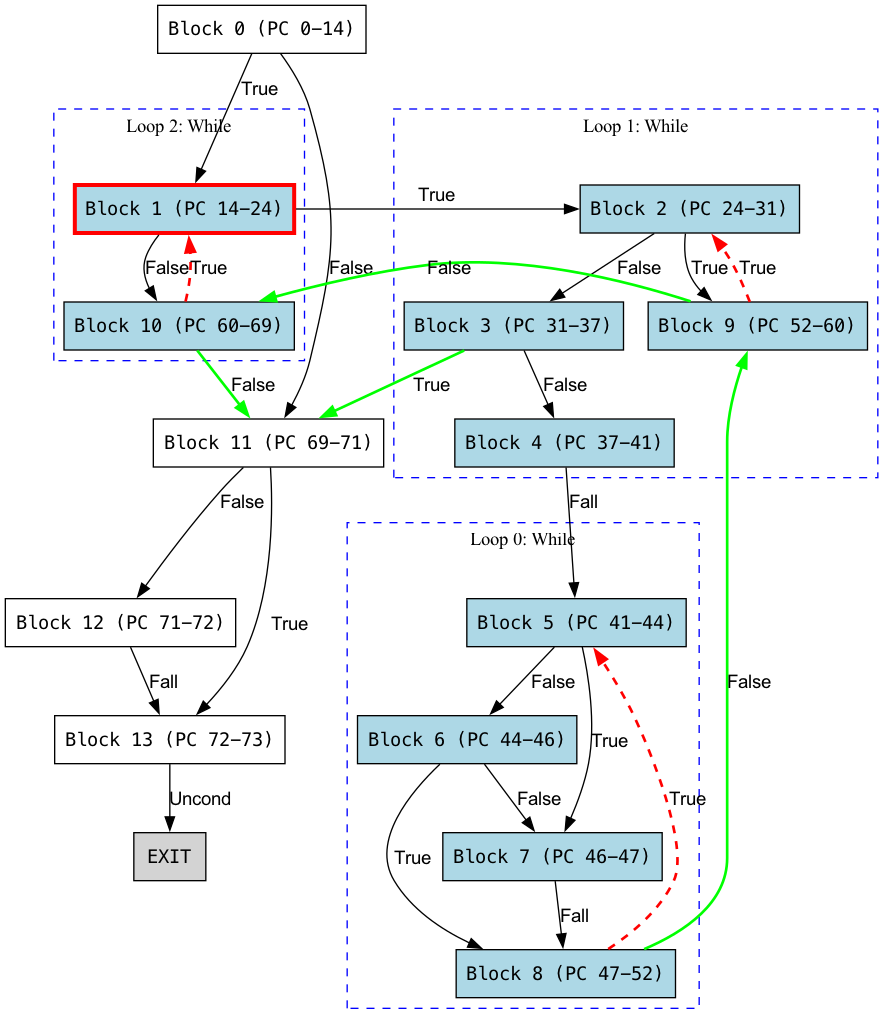 Block 0 (PC 0−14)
True
Loop 2: While
Loop 1: While
Block 1 (PC 14−24)
True
Block 2 (PC 24−31)
False
True
False
False
False
True
True
Block 10 (PC 60−69)
Block 3 (PC 31−37)
Block 9 (PC 52−60)
False
True
False
Block 11 (PC 69−71)
Block 4 (PC 37−41)
False
Fall
Loop 0: While
Block 12 (PC 71−72)
True
Block 5 (PC 41−44)
Fall
False
False
Block 13 (PC 72−73)
Block 6 (PC 44−46)
True
Uncond
False
True
EXIT
True
Block 7 (PC 46−47)
Fall
Block 8 (PC 47−52)